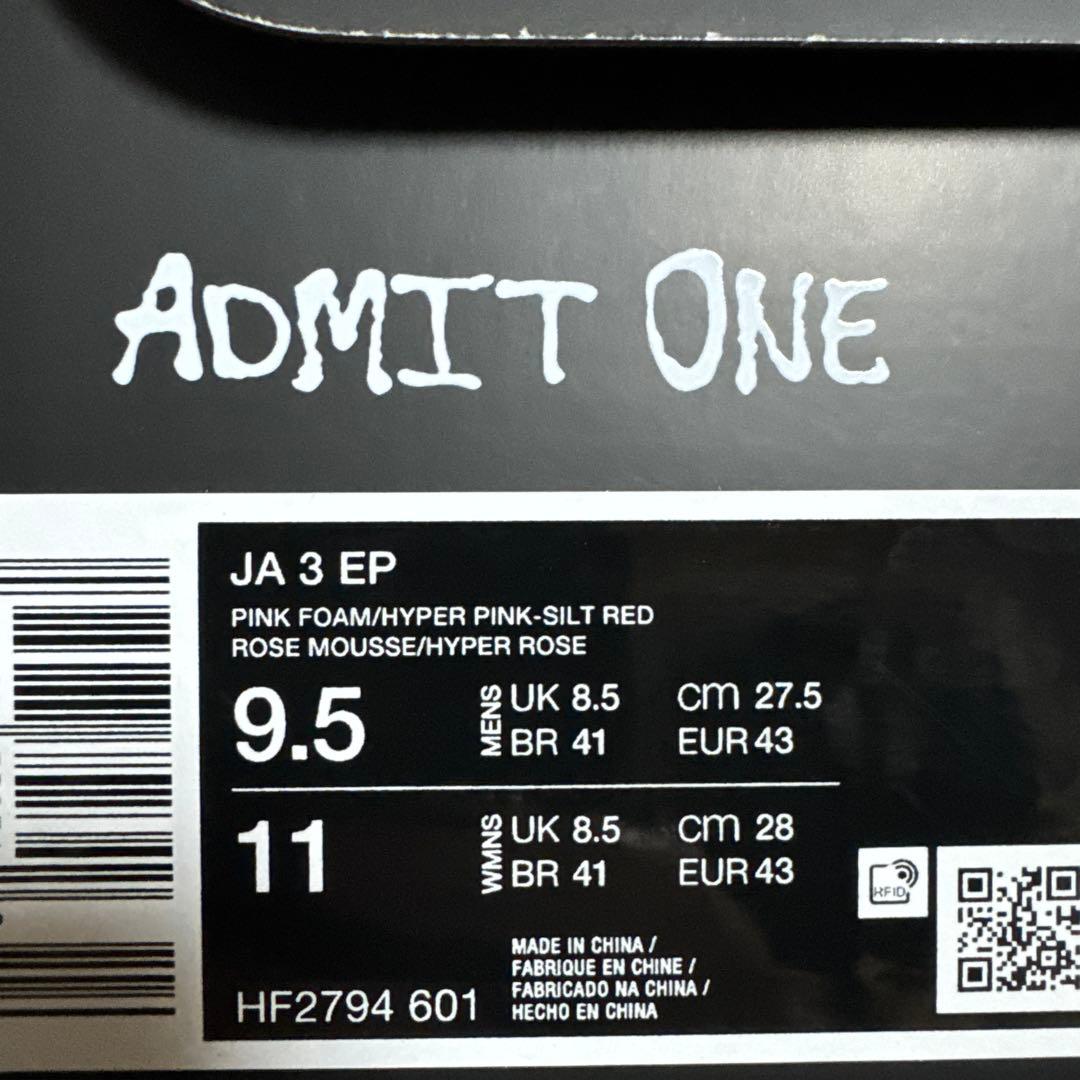 ADMIT ONE
JA 3 EP
PINK FOAM/HYPER PINK-SILT RED
ROSE MOUSSE/HYPER ROSE
9.5 MENS UK 8.5 cm 27.5
BR 41 EUR 43
11 WMNS UK 8.5 cm 28
BR 41 EUR 43
RFID
MADE IN CHINA /
FABRIQUE EN CHINE /
FABRICADO NA CHINA /
HECHO EN CHINA
HF2794 601